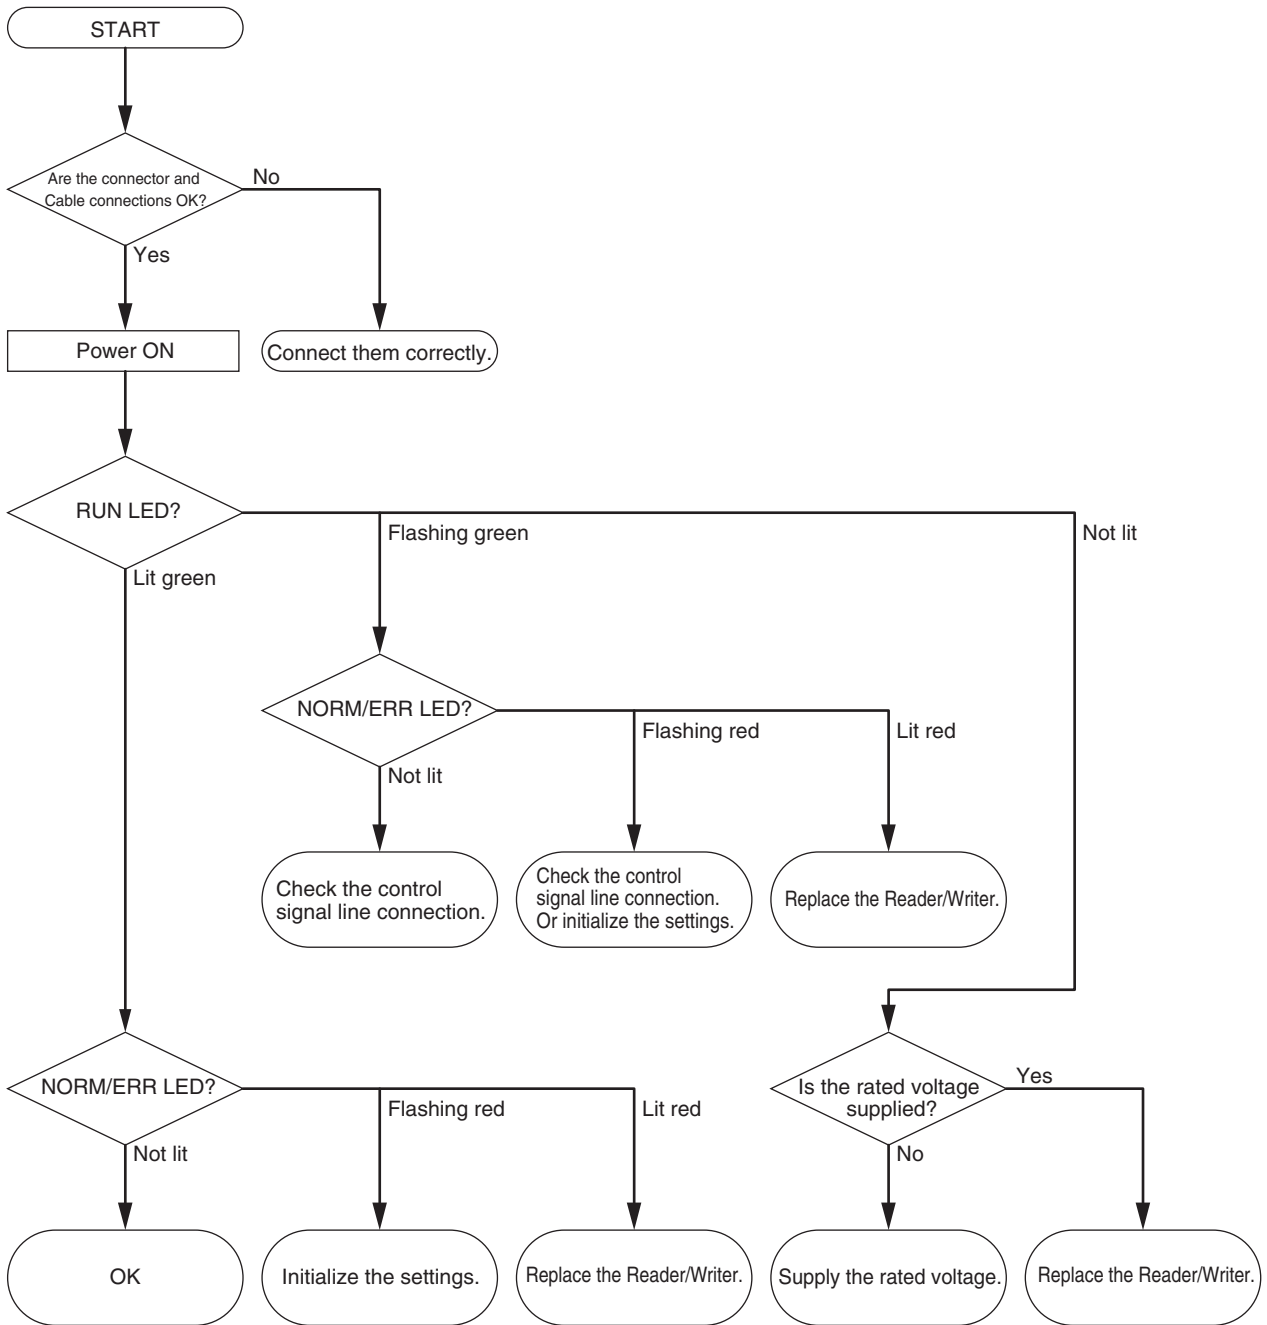 START
Are the connector and
Cable connections OK?
No
Yes
Power ON
Connect them correctly.
RUN LED?
Flashing green
Not lit
Lit green
NORM/ERR LED?
Flashing red
Lit red
Not lit
Check the control
signal line connection.
Check the control
signal line connection.
Or initialize the settings.
Replace the Reader/Writer.
NORM/ERR LED?
Flashing red
Lit red
Not lit
Is the rated voltage
supplied?
Yes
No
OK
Initialize the settings.
Replace the Reader/Writer.
Supply the rated voltage.
Replace the Reader/Writer.